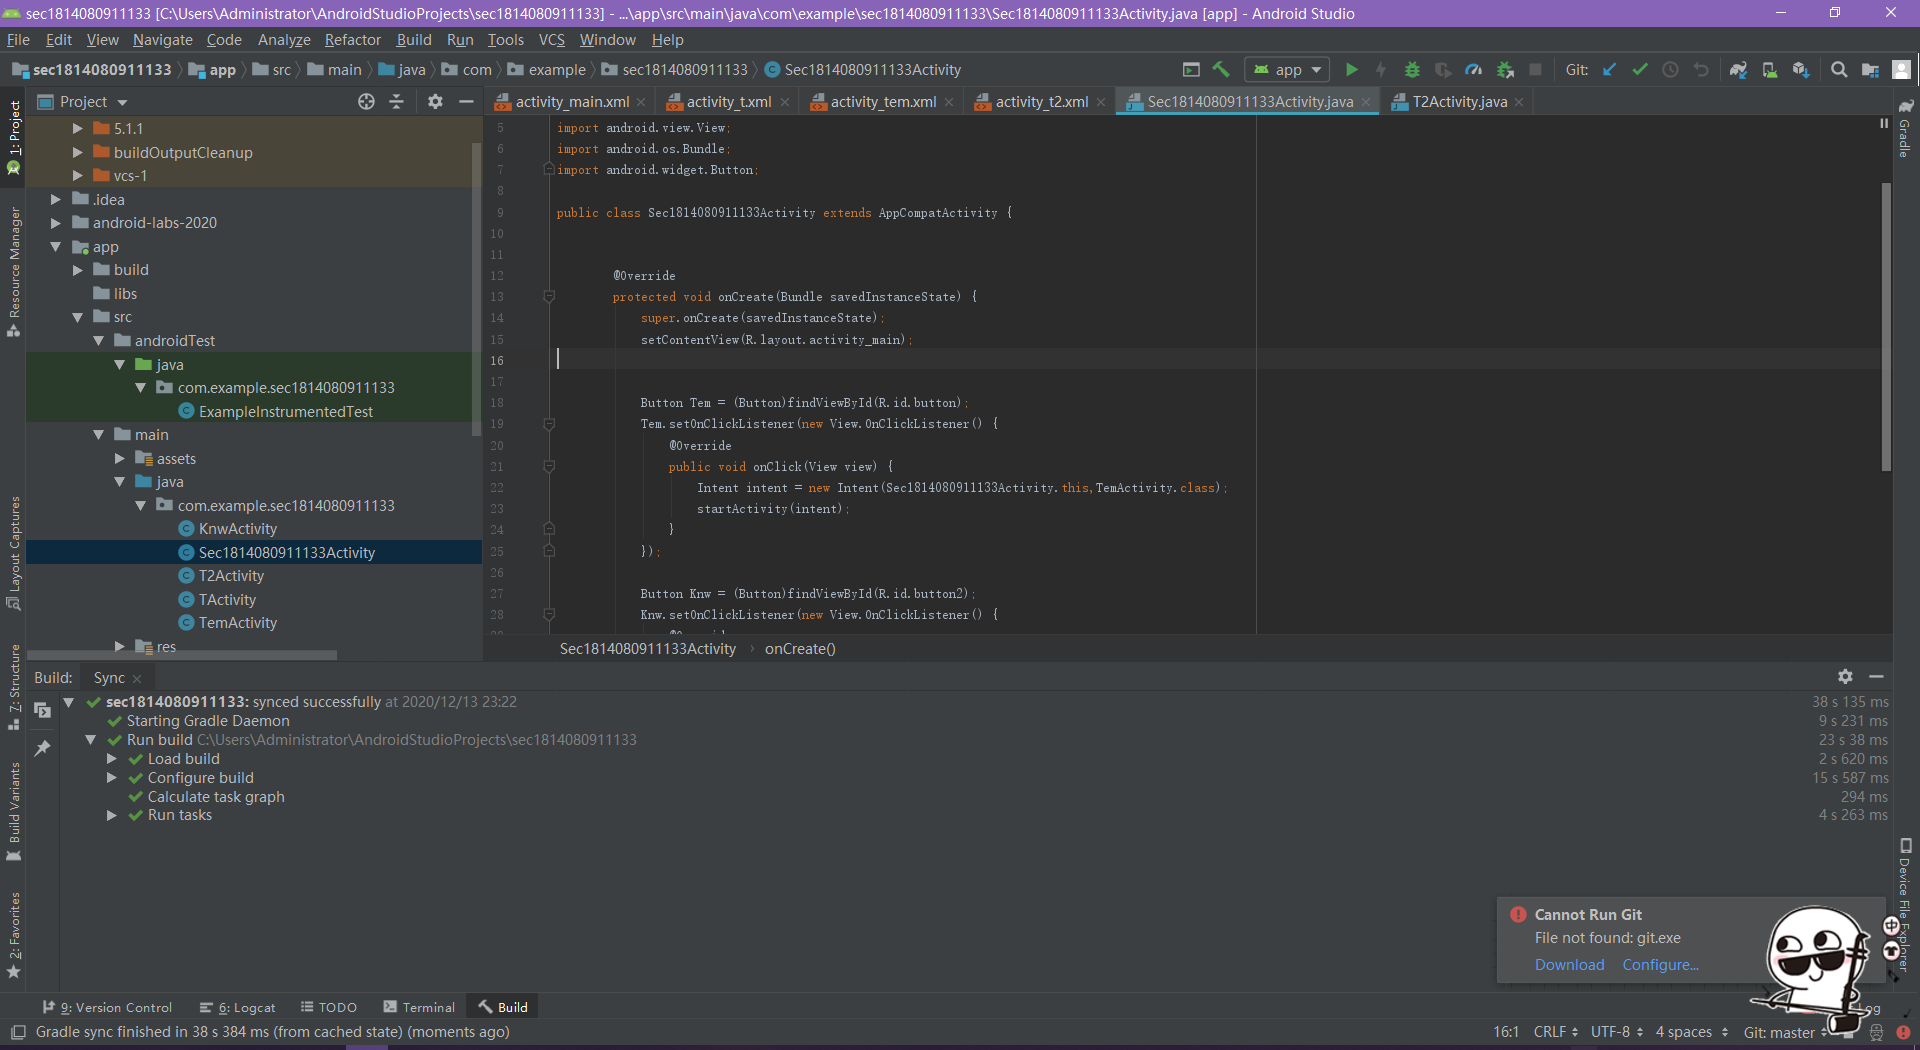 sec1814080911133 [C:\Users\Administrator\AndroidStudioProjects\sec1814080911133] - ...\app\src\main\java\com\example\sec1814080911133\Sec1814080911133Activity.java [app] - Android Studio
File Edit View Navigate Code Analyze Refactor Build Run Tools VCS Window Help
sec1814080911133 app src main java com example sec1814080911133 Sec1814080911133Activity
app
Git:
1: Project
Resource Manager
Layout Captures
7: Structure
Build Variants
2: Favorites
Project
5.1.1
buildOutputCleanup
vcs-1
.idea
android-labs-2020
app
build
libs
src
androidTest
java
com.example.sec1814080911133
ExampleInstrumentedTest
main
assets
java
com.example.sec1814080911133
KnwActivity
Sec1814080911133Activity
T2Activity
TActivity
TemActivity
res
activity_main.xml activity_t.xml activity_tem.xml activity_t2.xml Sec1814080911133Activity.java T2Activity.java
5 import android.view.View;
6 import android.os.Bundle;
7 import android.widget.Button;
8
9 public class Sec1814080911133Activity extends AppCompatActivity {
10
11
12 @Override
13 protected void onCreate(Bundle savedInstanceState) {
14 super.onCreate(savedInstanceState);
15 setContentView(R.layout.activity_main);
16
17
18 Button Tem = (Button)findViewById(R.id.button);
19 Tem.setOnClickListener(new View.OnClickListener() {
20 @Override
21 public void onClick(View view) {
22 Intent intent = new Intent(Sec1814080911133Activity.this,TemActivity.class);
23 startActivity(intent);
24 }
25 });
26
27 Button Knw = (Button)findViewById(R.id.button2);
28 Knw.setOnClickListener(new View.OnClickListener() {
Sec1814080911133Activity onCreate()
Gradle
Device File Explorer
Build: Sync
sec1814080911133: synced successfully at 2020/12/13 23:22 38 s 135 ms
Starting Gradle Daemon 9 s 231 ms
Run build C:\Users\Administrator\AndroidStudioProjects\sec1814080911133 23 s 38 ms
Load build 2 s 620 ms
Configure build 15 s 587 ms
Calculate task graph 294 ms
Run tasks 4 s 263 ms
Cannot Run Git
File not found: git.exe
Download Configure...
中
9: Version Control 6: Logcat TODO Terminal Build
Gradle sync finished in 38 s 384 ms (from cached state) (moments ago)
16:1 CRLF UTF-8 4 spaces Git: master